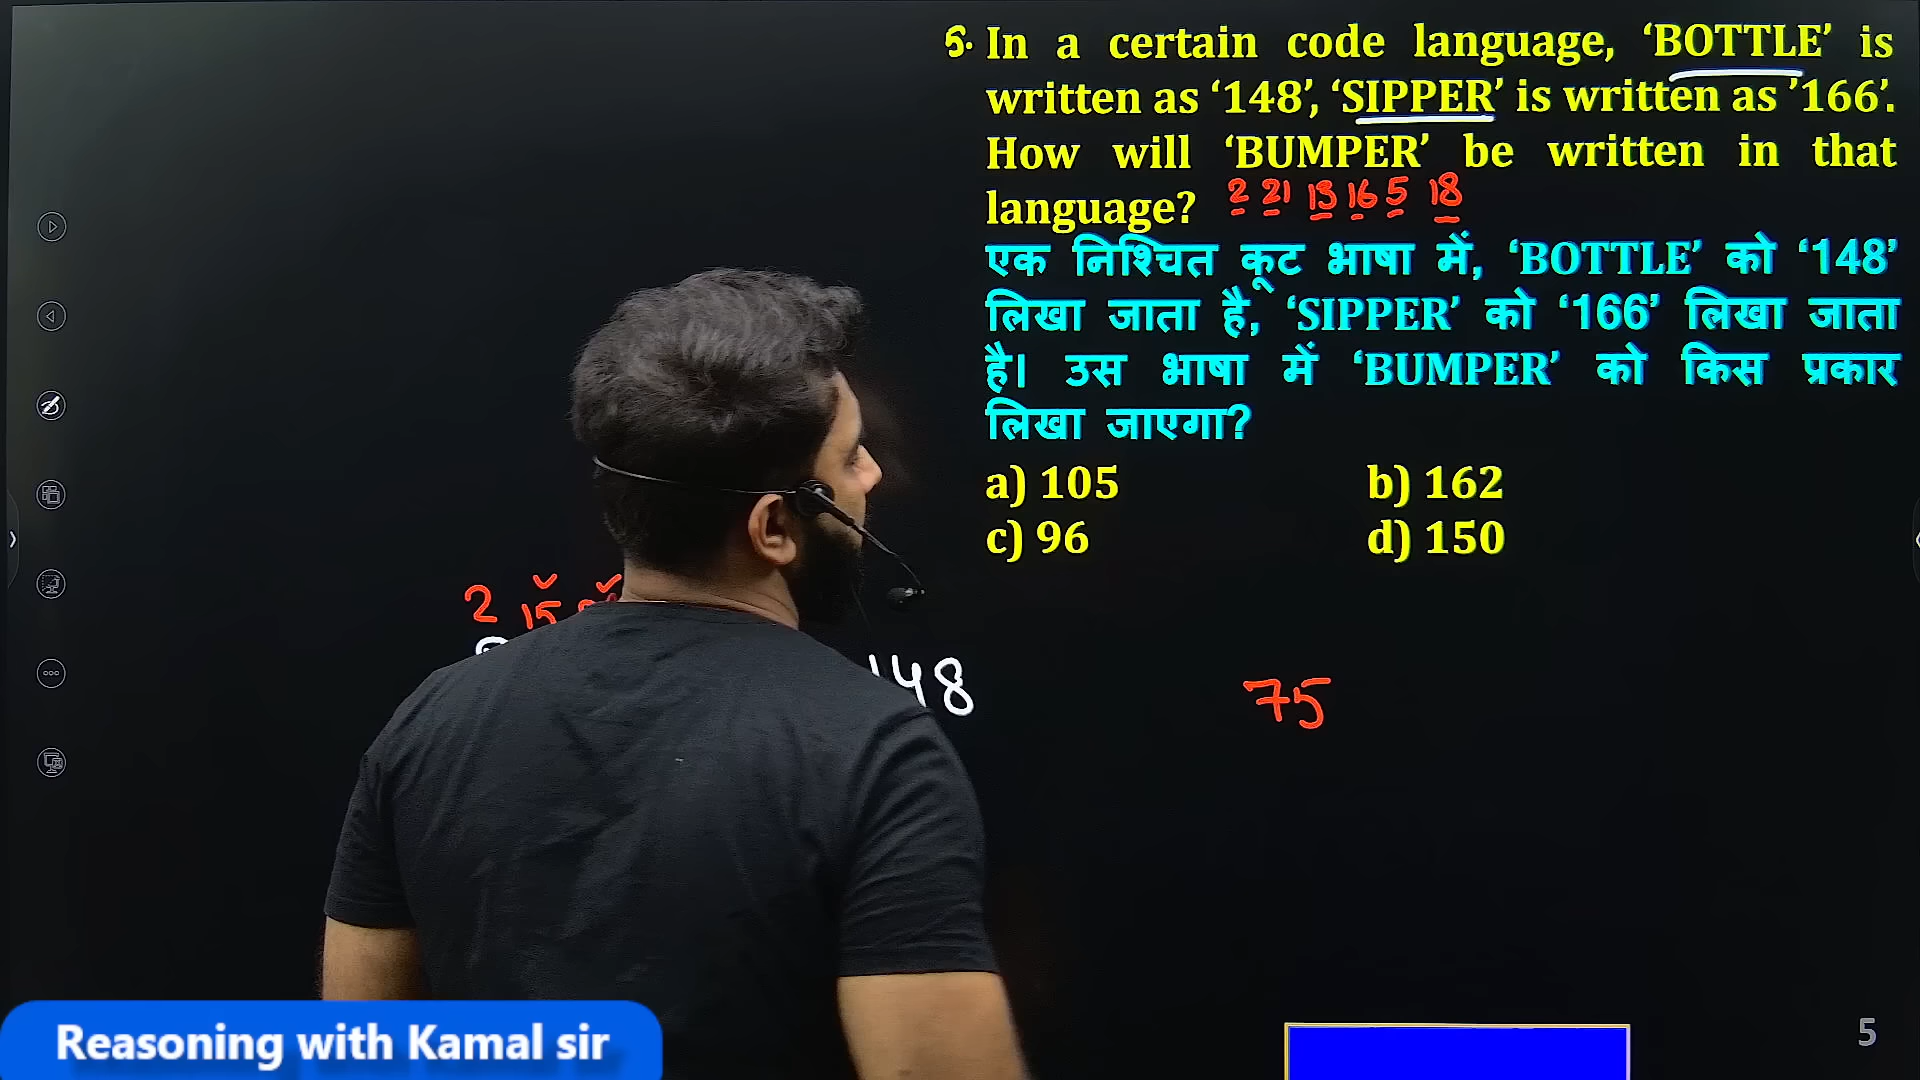 6. In a certain code language, ‘BOTTLE’ is
written as ‘148’, ‘SIPPER’ is written as ’166’.
How will ‘BUMPER’ be written in that
language?
2 21 13 16 5 18
एक निश्चित कूट भाषा में, ‘BOTTLE’ को ‘148’
लिखा जाता है, ‘SIPPER’ को ‘166’ लिखा जाता
है। उस भाषा में ‘BUMPER’ को किस प्रकार
लिखा जाएगा?
a) 105 b) 162
c) 96 d) 150
2 15
148
75
Reasoning with Kamal sir
5